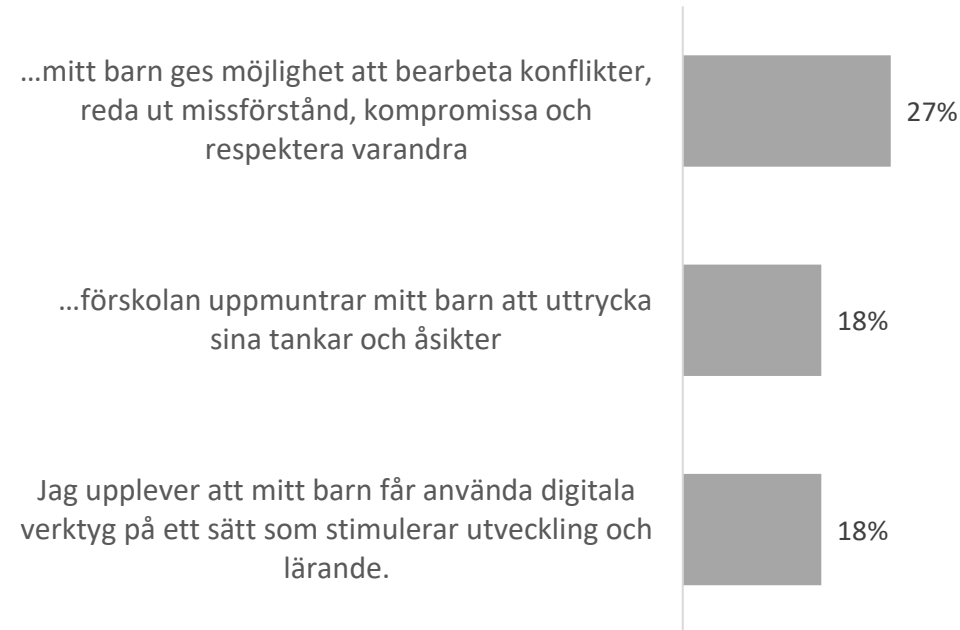 ...mitt barn ges möjlighet att bearbeta konflikter,
reda ut missförstånd, kompromissa och
respektera varandra
27%
...förskolan uppmuntrar mitt barn att uttrycka
sina tankar och åsikter
18%
Jag upplever att mitt barn får använda digitala
verktyg på ett sätt som stimulerar utveckling och
lärande.
18%